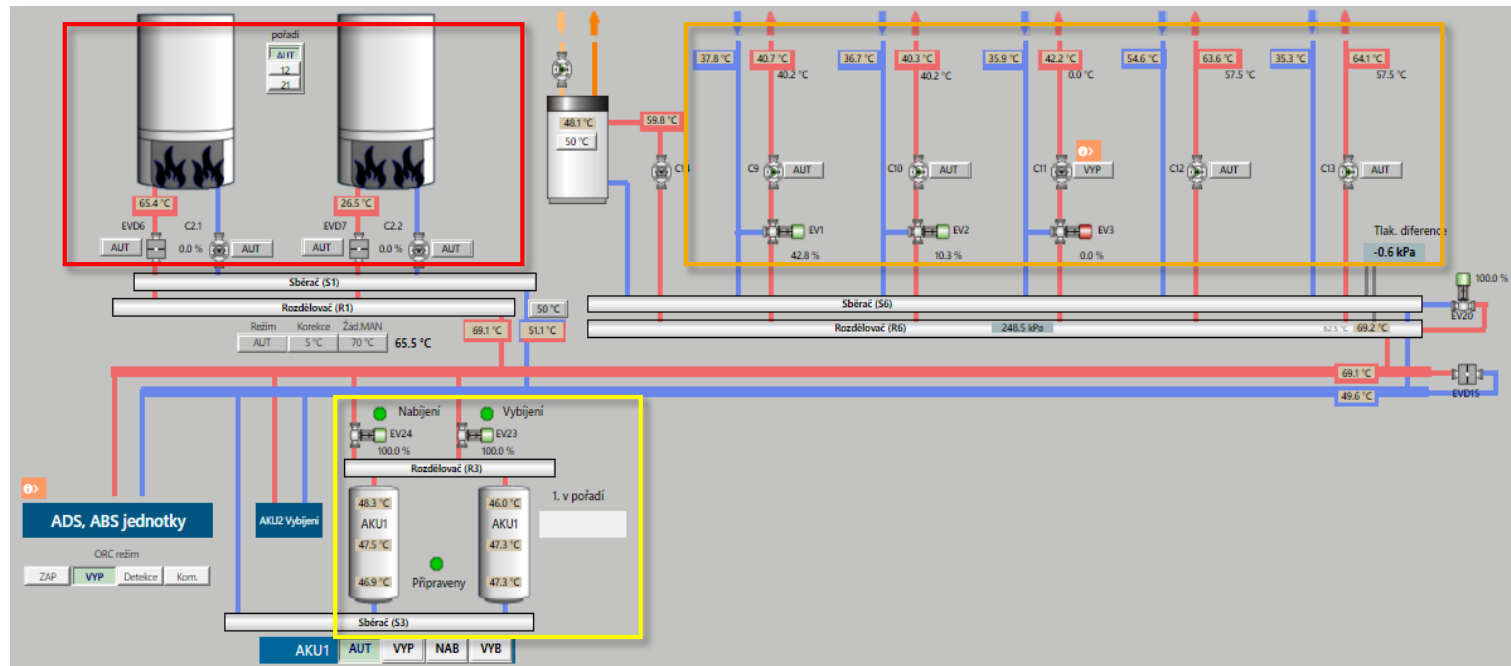 pořadí
AUT
12
21
65.4 °C
26.5 °C
EVD6
C2.1
EVD7
C2.2
AUT
0.0 %
AUT
AUT
0.0 %
AUT
Sběrač (S1)
Rozdělovač (R1)
Režim
Korekce
Žád.MAN
AUT
5 °C
70 °C
65.5 °C
69.1 °C
50 °C
51.1 °C
48.1 °C
50 °C
59.8 °C
37.8 °C
40.7 °C
40.2 °C
36.7 °C
40.3 °C
40.2 °C
35.9 °C
42.2 °C
0.0 °C
54.6 °C
63.6 °C
57.5 °C
35.3 °C
64.1 °C
57.5 °C
C14
C9
AUT
C10
AUT
C11
VYP
C12
AUT
C13
AUT
EV1
42.8 %
EV2
10.3 %
EV3
0.0 %
Tlak. diference
-0.6 kPa
100.0 %
EV20
Sběrač (S6)
Rozdělovač (R6)
248.5 kPa
62.5 °C
69.2 °C
69.1 °C
49.6 °C
EVD15
Nabíjení
Vybíjení
EV24
100.0 %
EV23
100.0 %
Rozdělovač (R3)
48.3 °C
AKU1
47.5 °C
46.9 °C
46.0 °C
AKU1
47.3 °C
47.3 °C
Připraveny
1. v pořadí
Sběrač (S3)
ADS, ABS jednotky
AKU2 Vybíjení
ORC režim
ZAP
VYP
Detekce
Kom.
AKU1
AUT
VYP
NAB
VYB